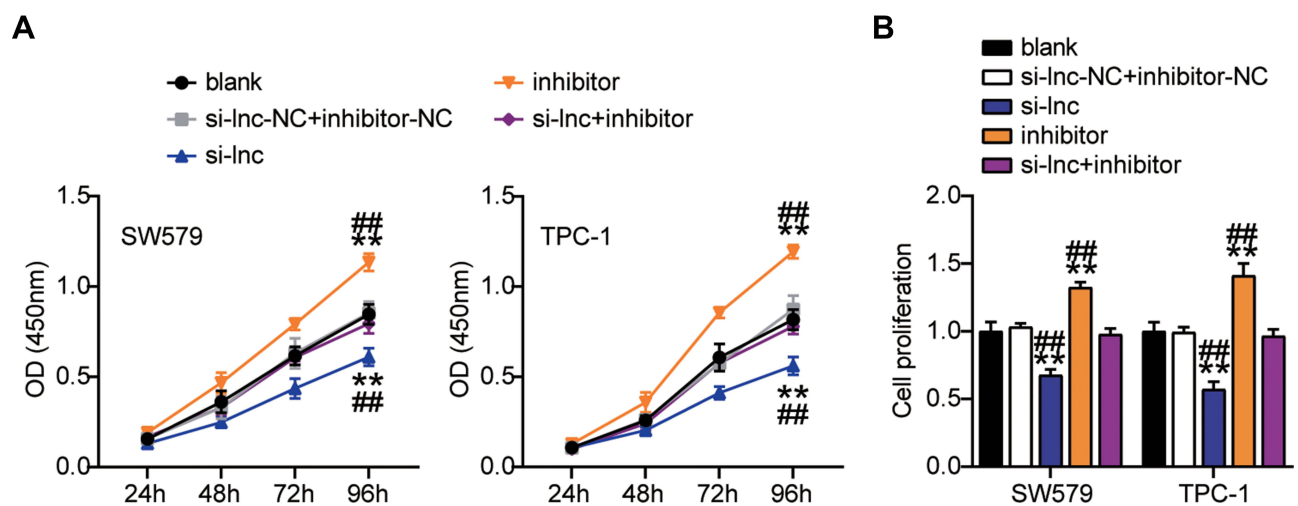 A
blank
inhibitor
si-lnc-NC+inhibitor-NC
si-lnc+inhibitor
si-lnc
OD (450nm)
1.5
1.0
0.5
0.0
SW579
##
**
**
##
24h 48h 72h 96h
OD (450nm)
1.5
1.0
0.5
0.0
TPC-1
##
**
**
##
24h 48h 72h 96h
B
blank
si-lnc-NC+inhibitor-NC
si-lnc
inhibitor
si-lnc+inhibitor
Cell proliferation
2.0
1.5
1.0
0.5
0.0
##
**
##
**
##
**
##
**
SW579 TPC-1